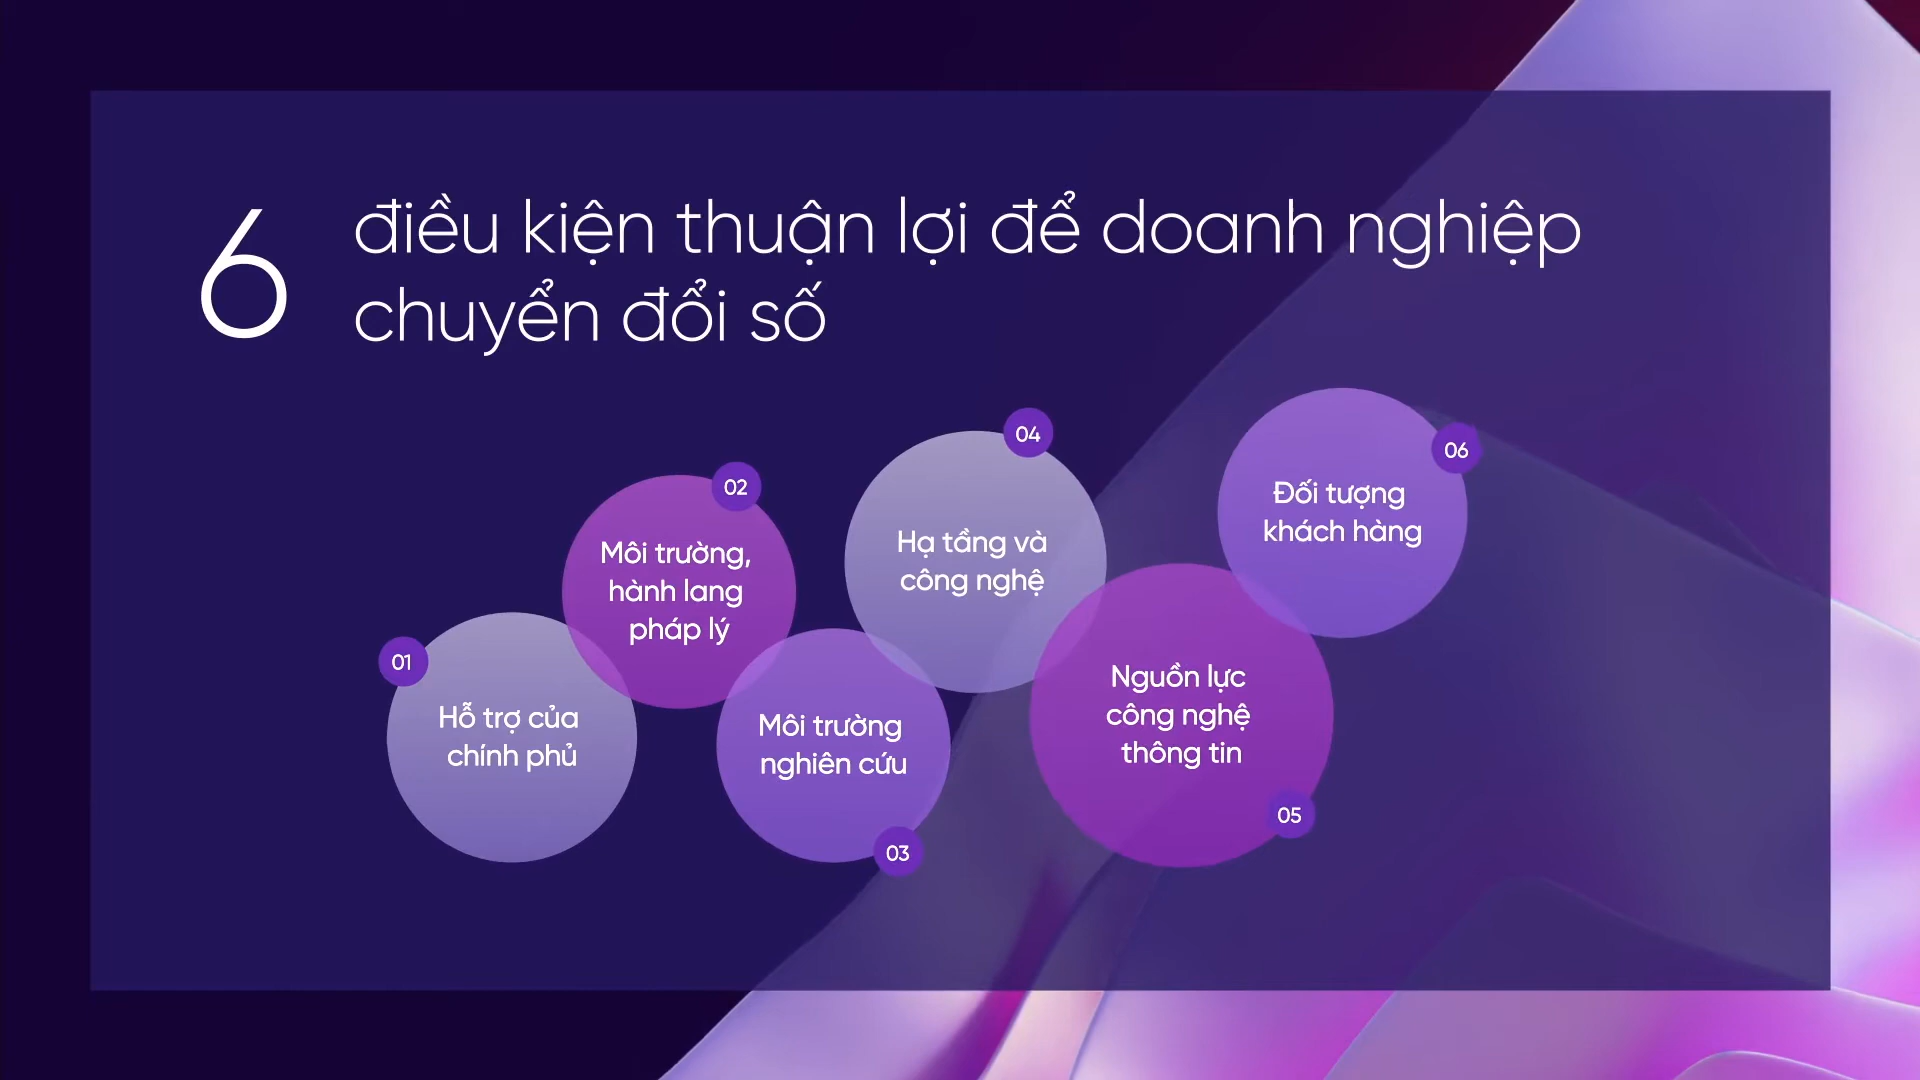 6
điều kiện thuận lợi để doanh nghiệp
chuyển đổi số
01
Hỗ trợ của
chính phủ
02
Môi trường,
hành lang
pháp lý
03
Môi trường
nghiên cứu
04
Hạ tầng và
công nghệ
05
Nguồn lực
công nghệ
thông tin
06
Đối tượng
khách hàng